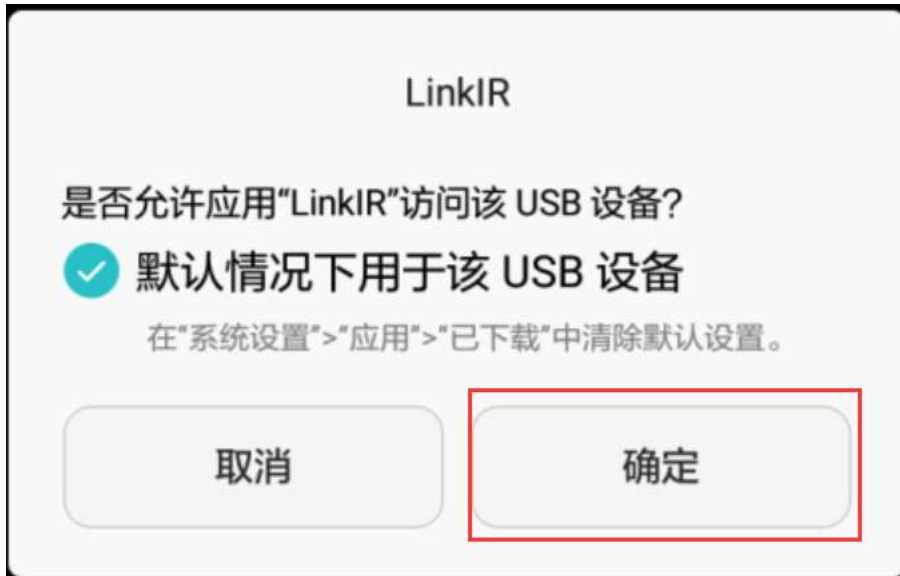 LinkIR
是否允许应用“LinkIR”访问该 USB 设备?
默认情况下用于该 USB 设备
在“系统设置”>“应用”>“已下载”中清除默认设置。
取消
确定